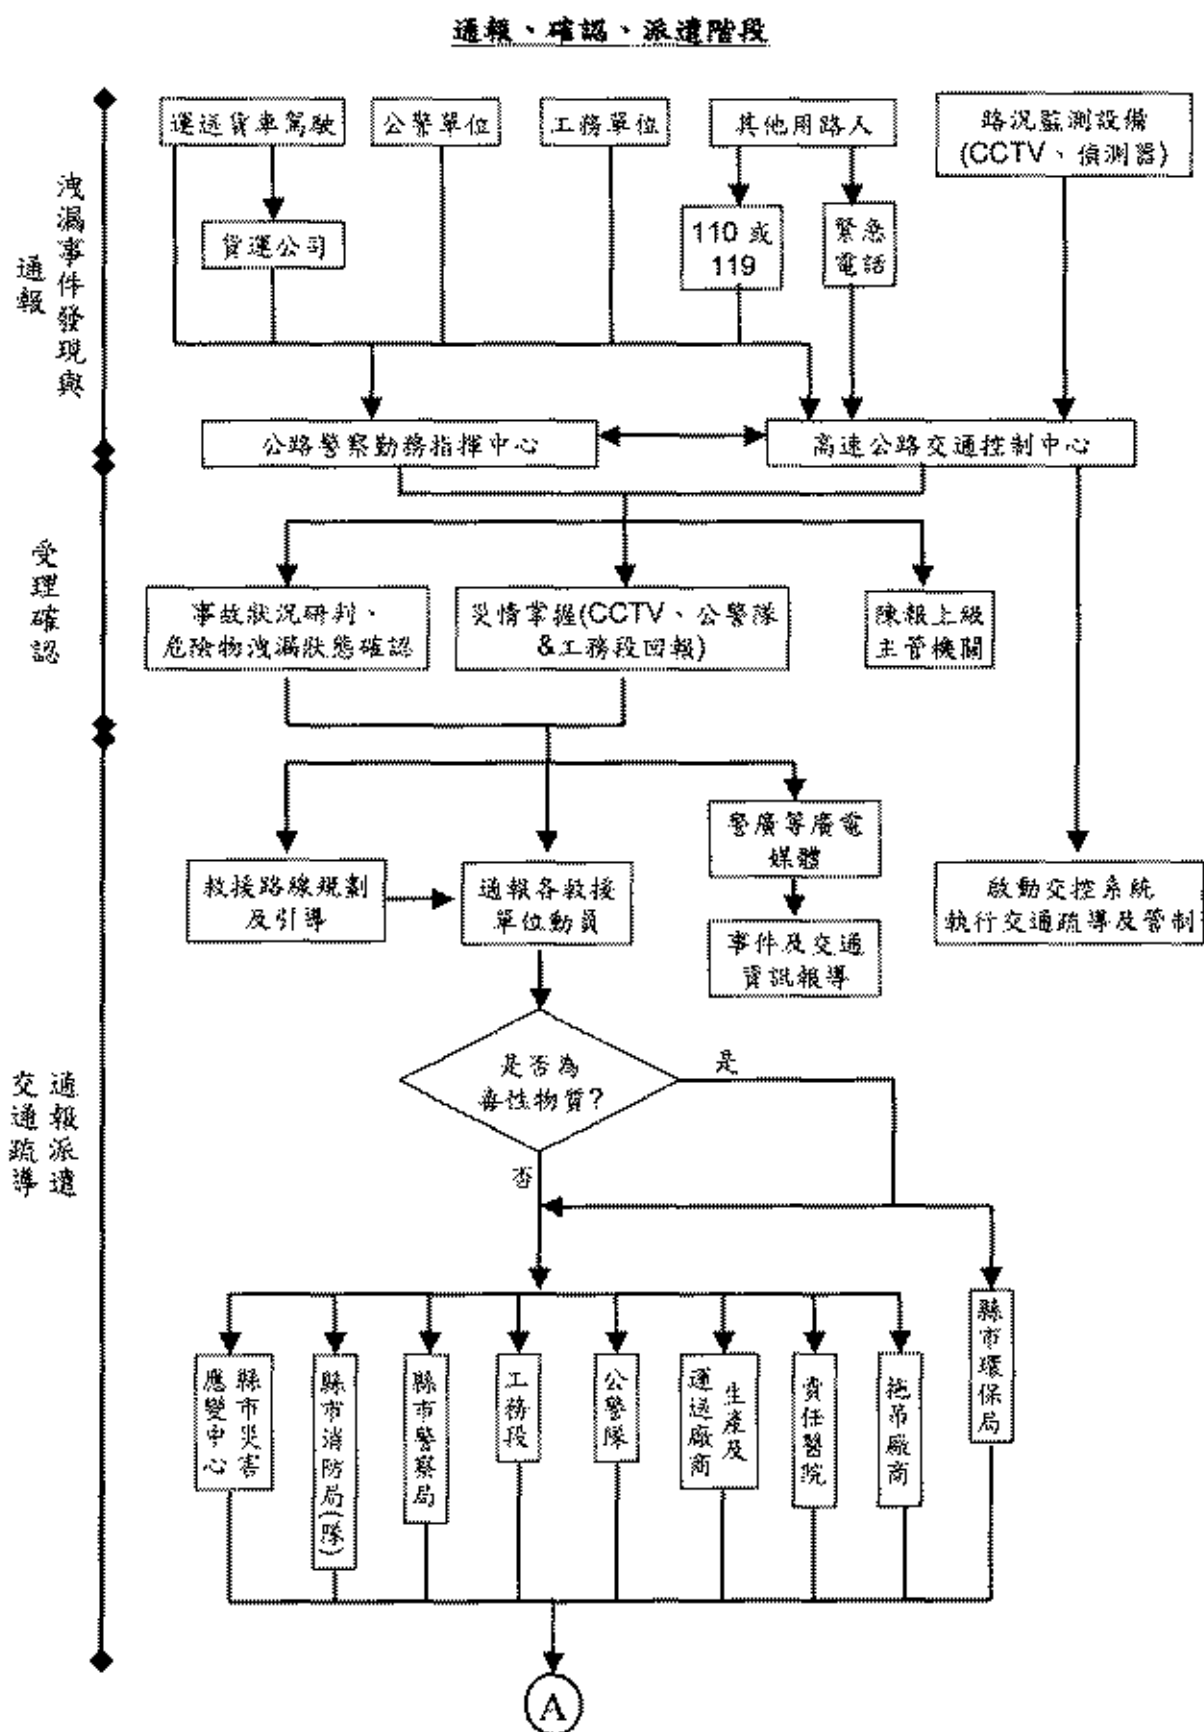 通報、確認、派遣階段
運送貨車駕駛
公警單位
工務單位
其他用路人
路況監測設備
(CCTV、偵測器)
洩漏事件發現與
通報
貨運公司
110 或
119
緊急
電話
公路警察勤務指揮中心
高速公路交通控制中心
受理確認
事故狀況研判、
危險物洩漏狀態確認
災情掌握(CCTV、公警隊
&工務段回報)
陳報上級
主管機關
救援路線規劃
及引導
通報各救援
單位動員
警廣等廣電
媒體
事件及交通
資訊報導
啟動交控系統
執行交通疏導及管制
通報派遣
交通疏導
是否為
毒性物質?
是
否
縣市災害
應變中心
縣市消防局(隊)
縣市警察局
工務段
公警隊
生產及
運送廠商
責任醫院
拖吊廠商
縣市環保局
A